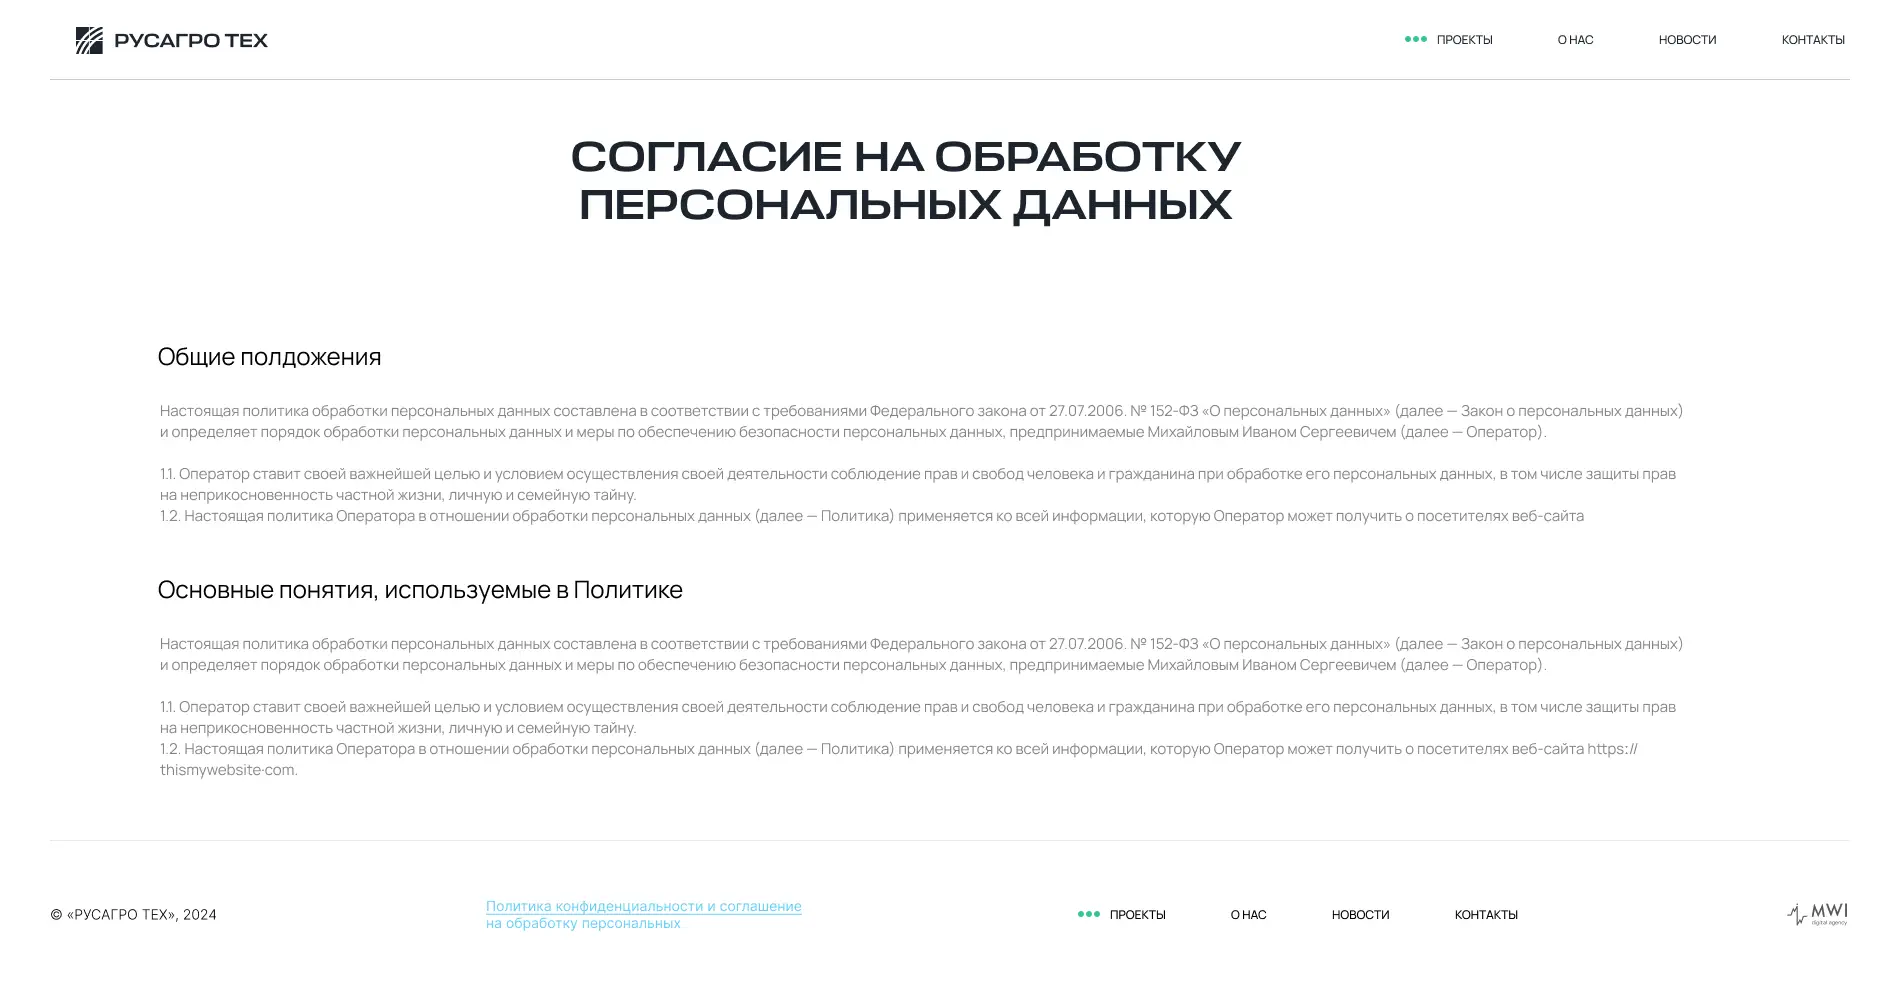 РУСАГРО ТЕХ
ПРОЕКТЫ О НАС НОВОСТИ КОНТАКТЫ
СОГЛАСИЕ НА ОБРАБОТКУ
ПЕРСОНАЛЬНЫХ ДАННЫХ
Общие полдожения
Настоящая политика обработки персональных данных составлена в соответствии с требованиями Федерального закона от 27.07.2006. № 152-ФЗ «О персональных данных» (далее — Закон о персональных данных)
и определяет порядок обработки персональных данных и меры по обеспечению безопасности персональных данных, предпринимаемые Михайловым Иваном Сергеевичем (далее — Оператор).
1.1. Оператор ставит своей важнейшей целью и условием осуществления своей деятельности соблюдение прав и свобод человека и гражданина при обработке его персональных данных, в том числе защиты прав
на неприкосновенность частной жизни, личную и семейную тайну.
1.2. Настоящая политика Оператора в отношении обработки персональных данных (далее — Политика) применяется ко всей информации, которую Оператор может получить о посетителях веб-сайта
Основные понятия, используемые в Политике
Настоящая политика обработки персональных данных составлена в соответствии с требованиями Федерального закона от 27.07.2006. № 152-ФЗ «О персональных данных» (далее — Закон о персональных данных)
и определяет порядок обработки персональных данных и меры по обеспечению безопасности персональных данных, предпринимаемые Михайловым Иваном Сергеевичем (далее — Оператор).
1.1. Оператор ставит своей важнейшей целью и условием осуществления своей деятельности соблюдение прав и свобод человека и гражданина при обработке его персональных данных, в том числе защиты прав
на неприкосновенность частной жизни, личную и семейную тайну.
1.2. Настоящая политика Оператора в отношении обработки персональных данных (далее — Политика) применяется ко всей информации, которую Оператор может получить о посетителях веб-сайта https://
thismywebsite·com.
© «РУСАГРО ТЕХ», 2024
Политика конфиденциальности и соглашение
на обработку персональных
ПРОЕКТЫ О НАС НОВОСТИ КОНТАКТЫ
MWI
digital agency